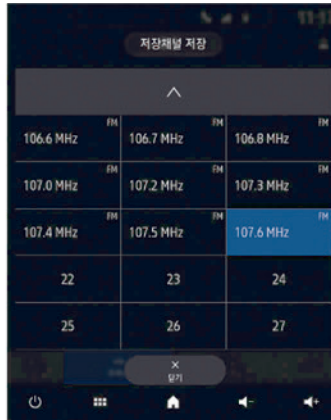 저장채널 저장
FM FM FM
106.6 MHz 106.7 MHz 106.8 MHz
FM FM FM
107.0 MHz 107.2 MHz 107.3 MHz
FM FM FM
107.4 MHz 107.5 MHz 107.6 MHz
22 23 24
25 26 27
닫기